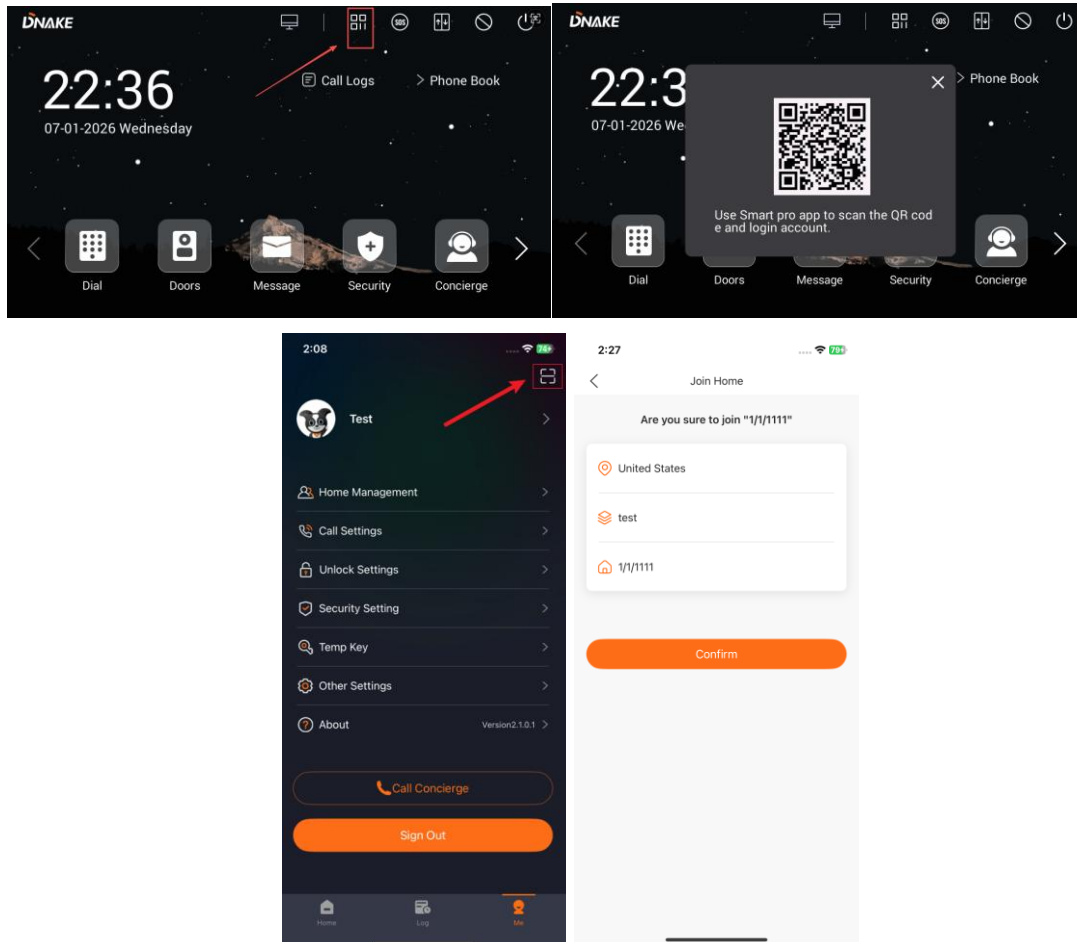 DNAKE
SOS
22:36
Call Logs
Phone Book
07-01-2026 Wednesday
Dial
Doors
Message
Security
Concierge
DNAKE
SOS
22:3
Phone Book
07-01-2026 We
Use Smart pro app to scan the QR cod
e and login account.
Dial
Doors
Message
Security
Concierge
2:08
74
Test
Home Management
Call Settings
Unlock Settings
Security Setting
Temp Key
Other Settings
About
Version2.1.0.1
Call Concierge
Sign Out
Home
Log
Me
2:27
79
Join Home
Are you sure to join "1/1/1111"
United States
test
1/1/1111
Confirm